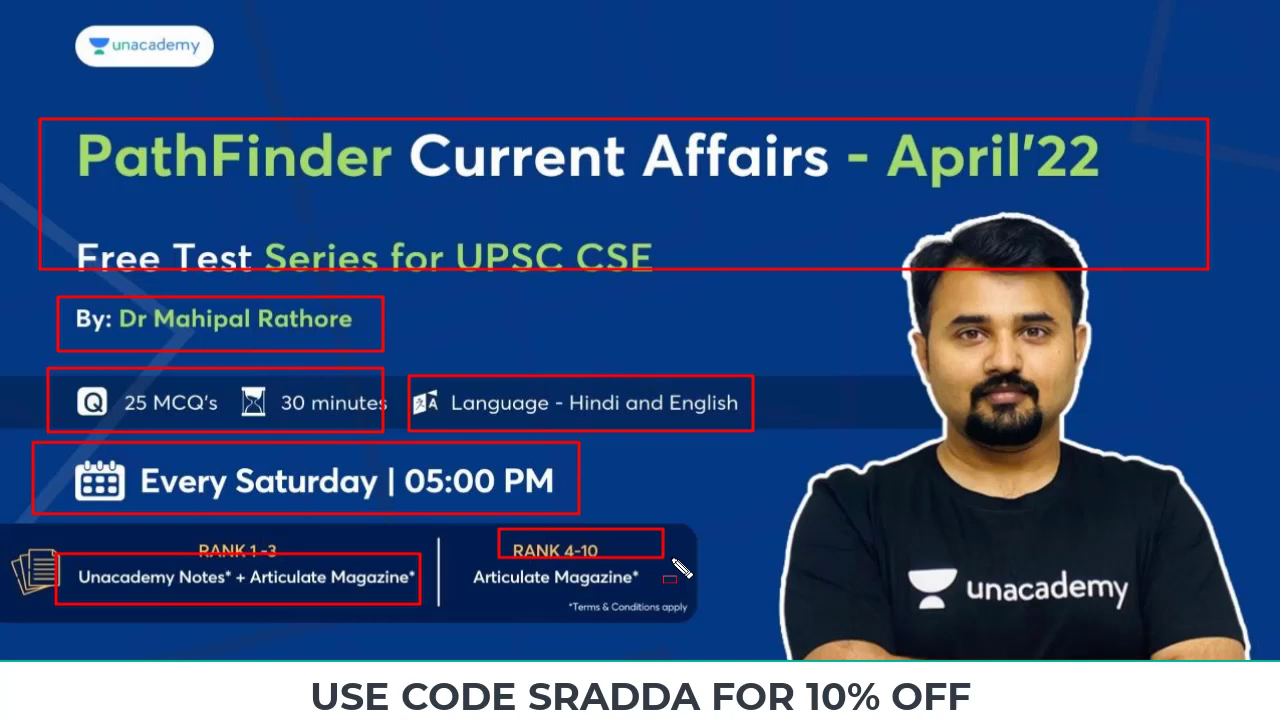 unacademy
PathFinder Current Affairs - April'22
Free Test Series for UPSC CSE
By: Dr Mahipal Rathore
Q 25 MCQ's 30 minutes 文A Language - Hindi and English
Every Saturday | 05:00 PM
RANK 1-3
Unacademy Notes* + Articulate Magazine*
RANK 4-10
Articulate Magazine*
*Terms & Conditions apply
unacademy
USE CODE SRADDA FOR 10% OFF